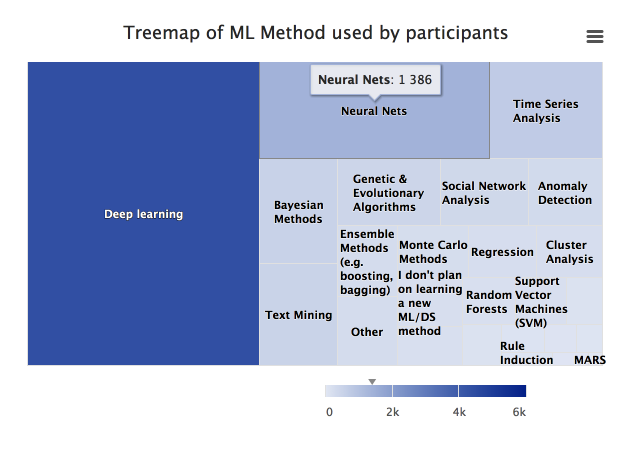 Treemap of ML Method used by participants
Neural Nets: 1 386
Neural Nets
Time Series
Analysis
Deep learning
Bayesian
Methods
Genetic &
Evolutionary
Algorithms
Social Network
Analysis
Anomaly
Detection
Ensemble
Methods
(e.g.
boosting,
bagging)
Monte Carlo
Methods
Regression
Cluster
Analysis
I don't plan
on learning
a new
ML/DS
method
Random
Forests
Support
Vector
Machines
(SVM)
Text Mining
Other
Rule
Induction
MARS
0
2k
4k
6k